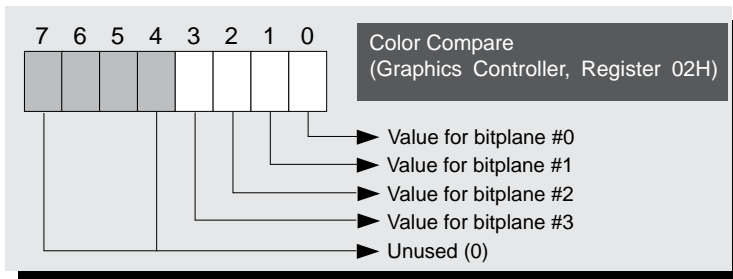 7 6 5 4 3 2 1 0
Color Compare
(Graphics Controller, Register 02H)
Value for bitplane #0
Value for bitplane #1
Value for bitplane #2
Value for bitplane #3
Unused (0)